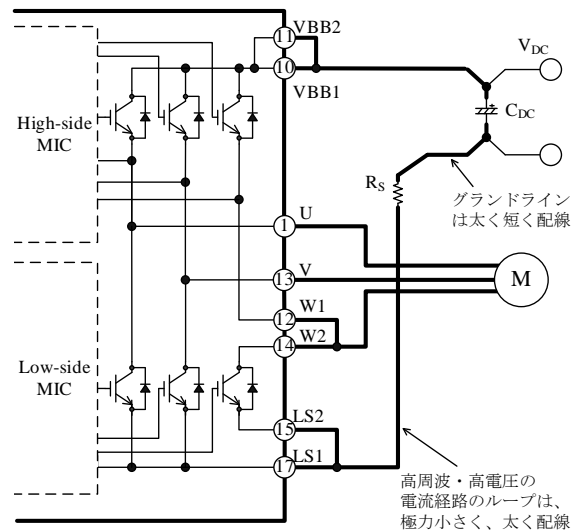 VBB2
11
10
VBB1
V_DC
High-side
MIC
C_DC
+
R_S
グランドライン
は太く短く配線
U
1
V
13
M
W1
12
W2
14
Low-side
MIC
LS2
15
LS1
17
高周波・高電圧の
電流経路のループは、
極力小さく、太く配線